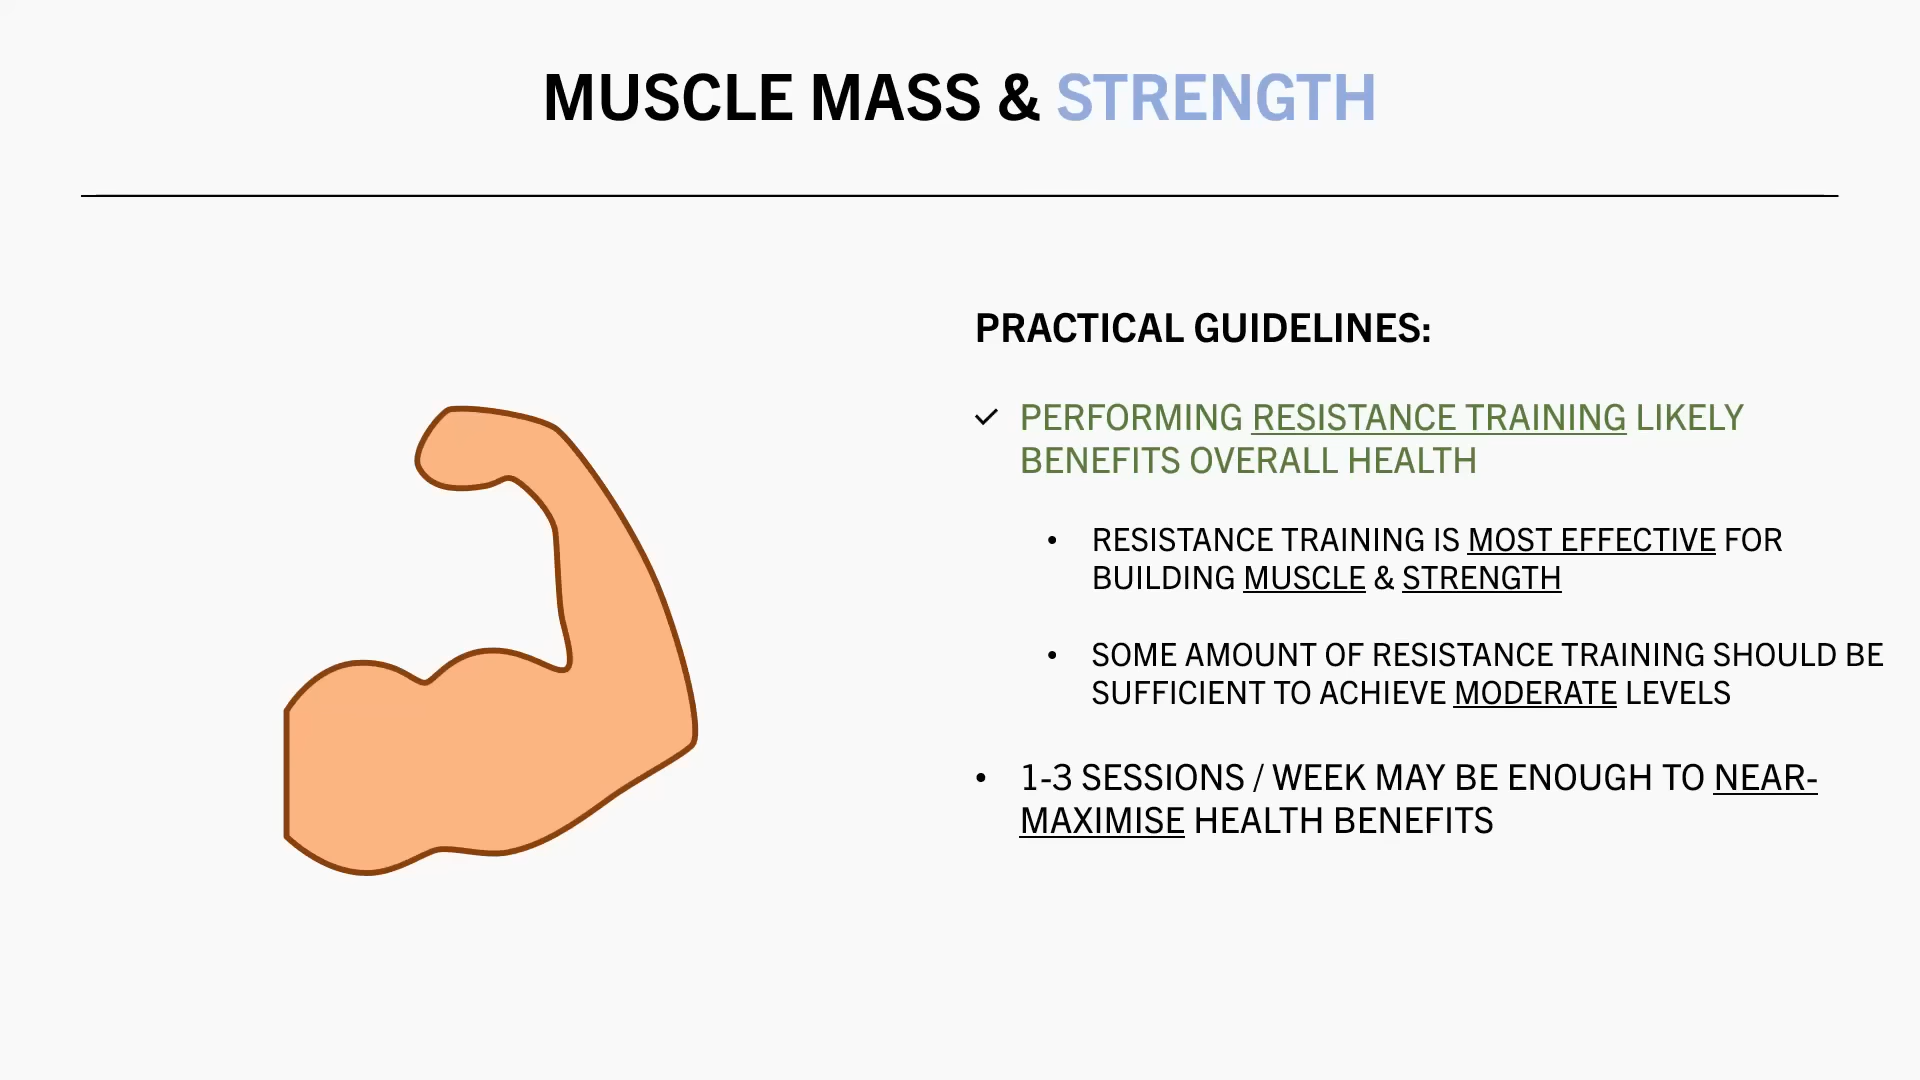 MUSCLE MASS & STRENGTH
PRACTICAL GUIDELINES:
✓ PERFORMING RESISTANCE TRAINING LIKELY
BENEFITS OVERALL HEALTH
• RESISTANCE TRAINING IS MOST EFFECTIVE FOR
BUILDING MUSCLE & STRENGTH
• SOME AMOUNT OF RESISTANCE TRAINING SHOULD BE
SUFFICIENT TO ACHIEVE MODERATE LEVELS
• 1-3 SESSIONS / WEEK MAY BE ENOUGH TO NEAR-
MAXIMISE HEALTH BENEFITS